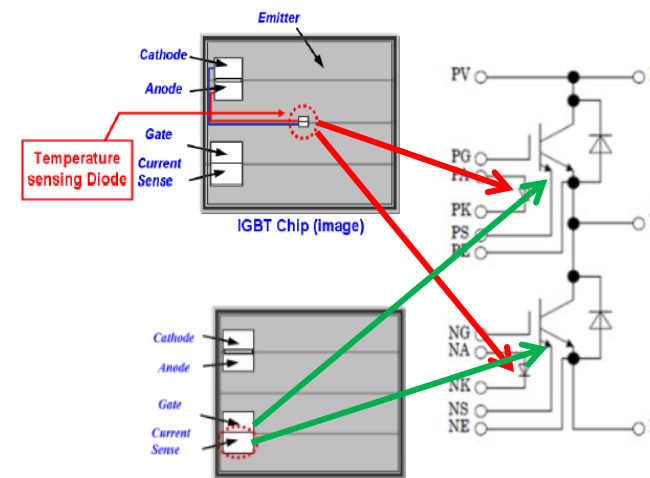 Emitter
Cathode
Anode
Gate
Current
Sense
Temperature
sensing Diode
IGBT Chip (image)
Cathode
Anode
Gate
Current
Sense
PV
PG
PA
PK
PS
PE
NG
NA
NK
NS
NE